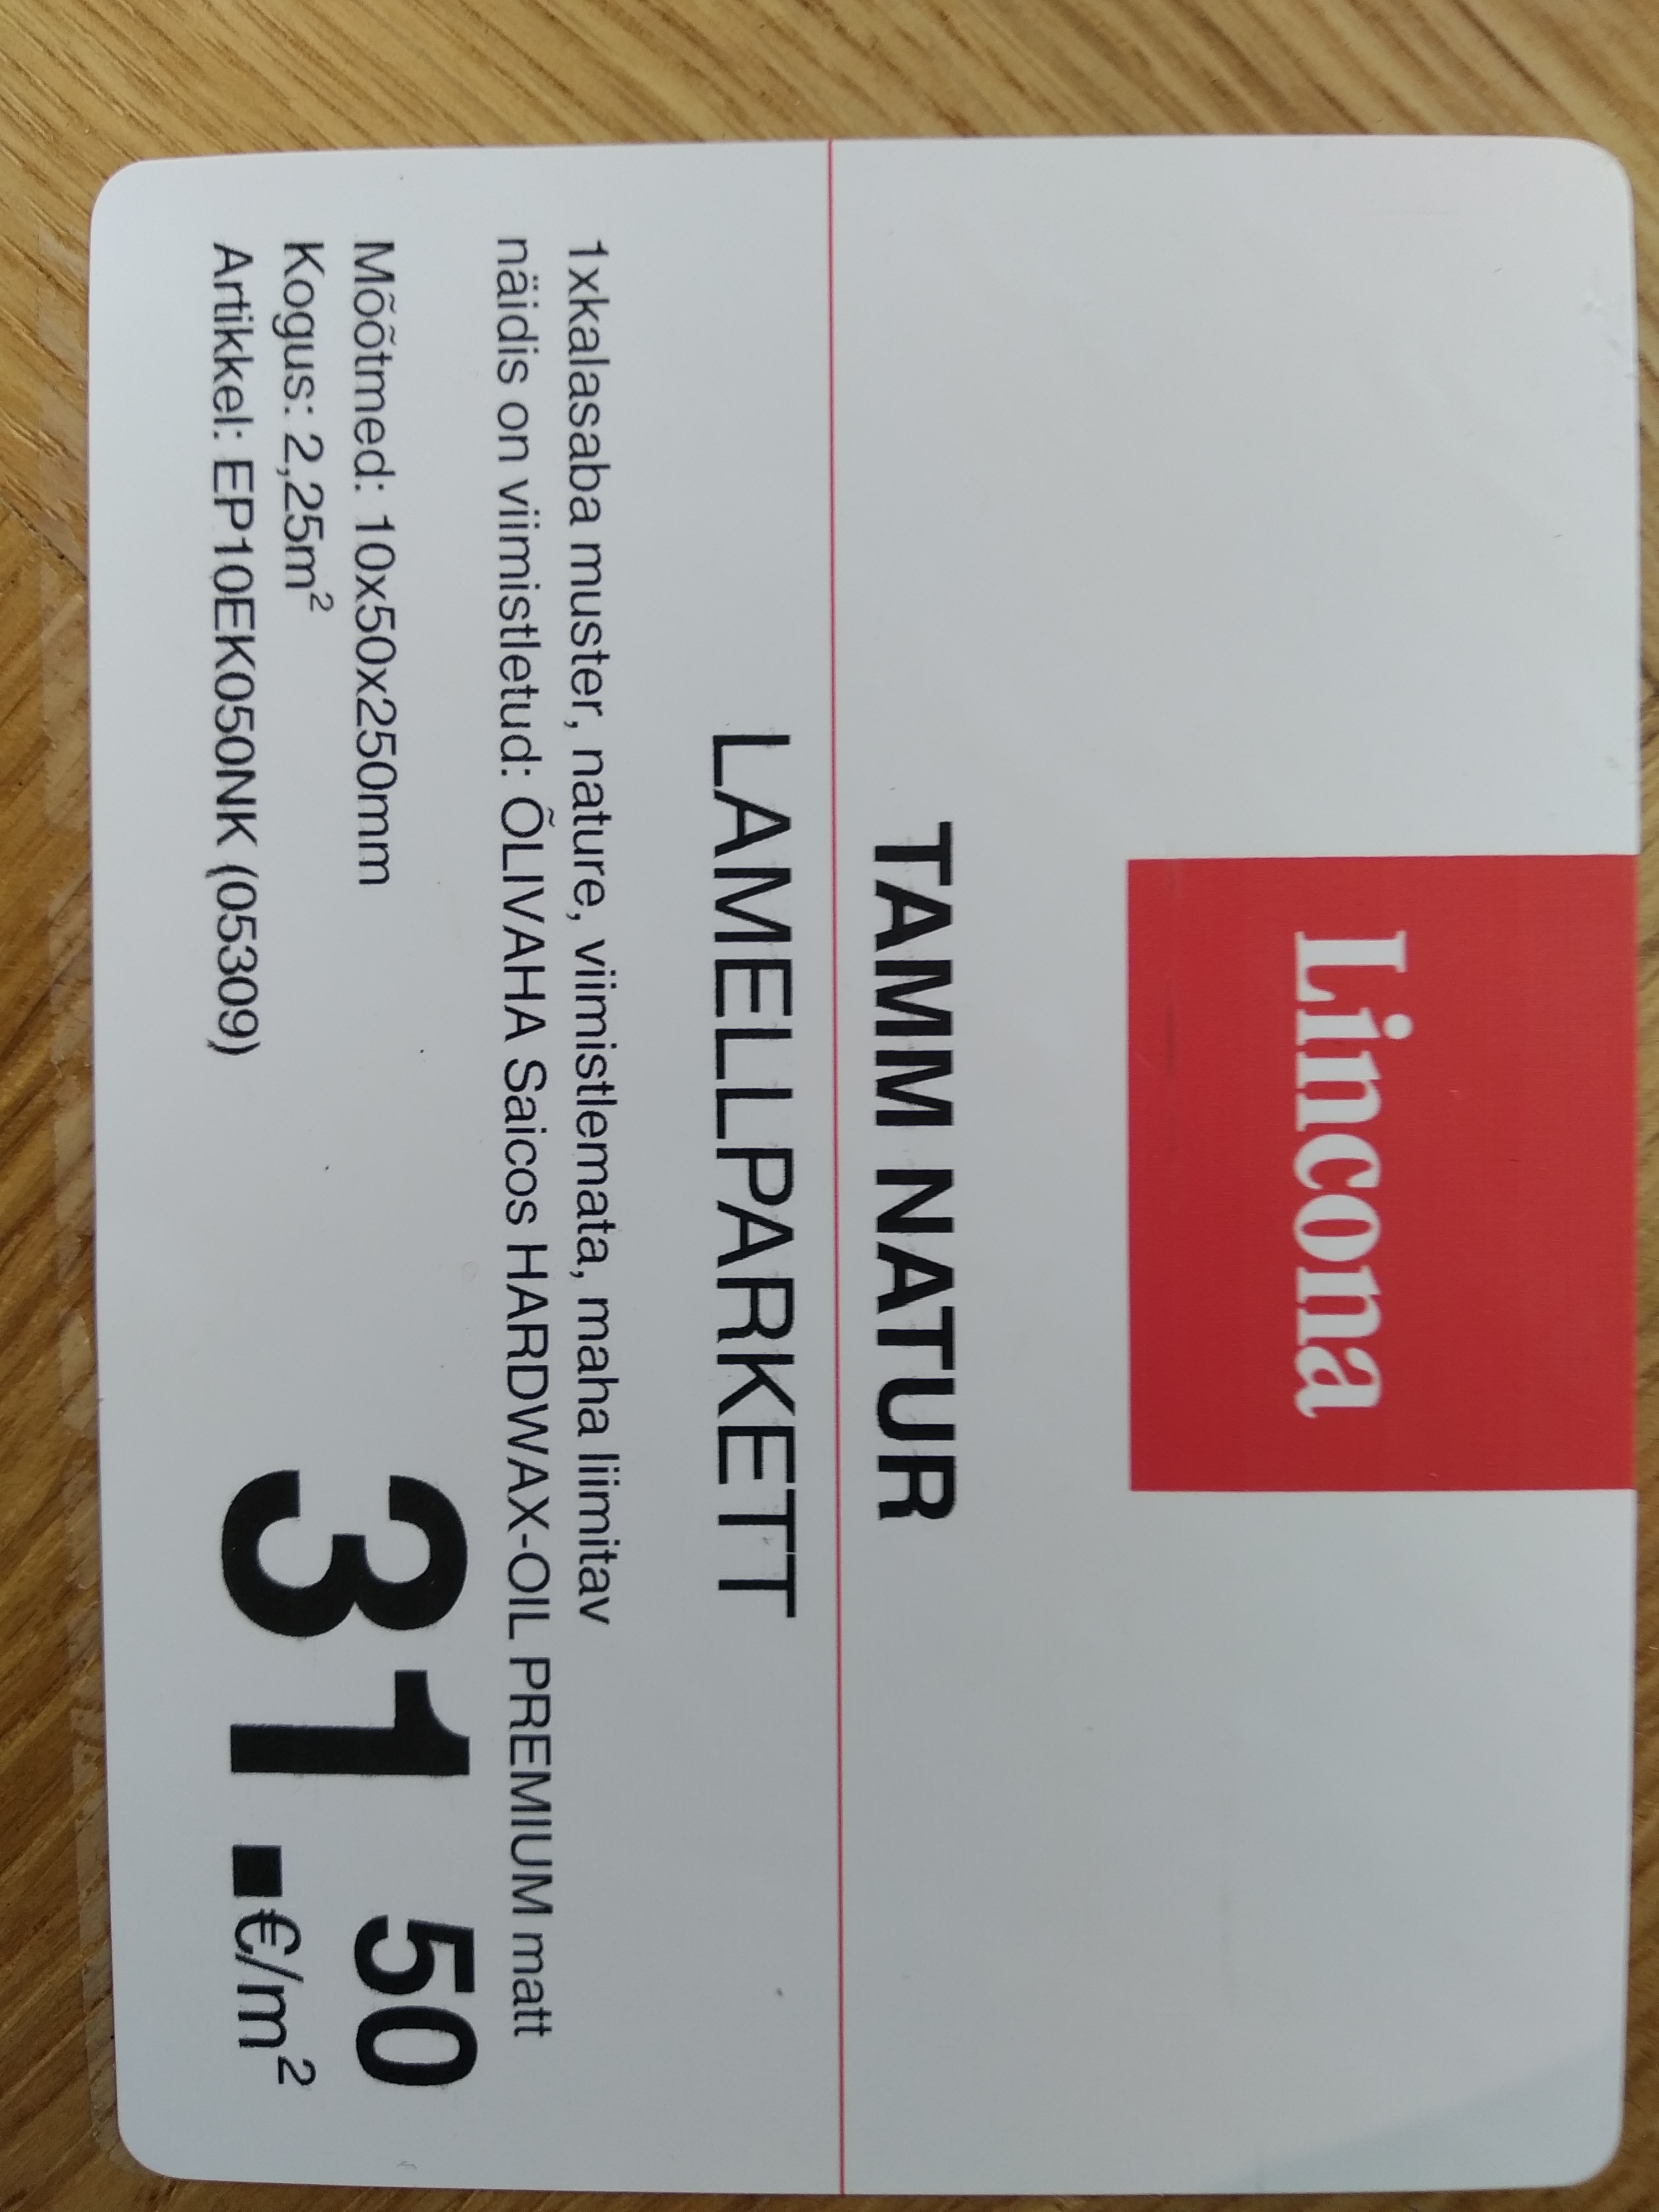 Lincona
TAMM NATUR
LAMELLPARKETT
1xkalasaba muster, nature, viimistlemata, maha liimitav
näidis on viimistletud: ÕLIVAHA Saicos HARDWAX-OIL PREMIUM matt
Mõõtmed: 10x50x250mm
Kogus: 2,25m²
Artikkel: EP10EK050NK (05309)
31.50 €/m²